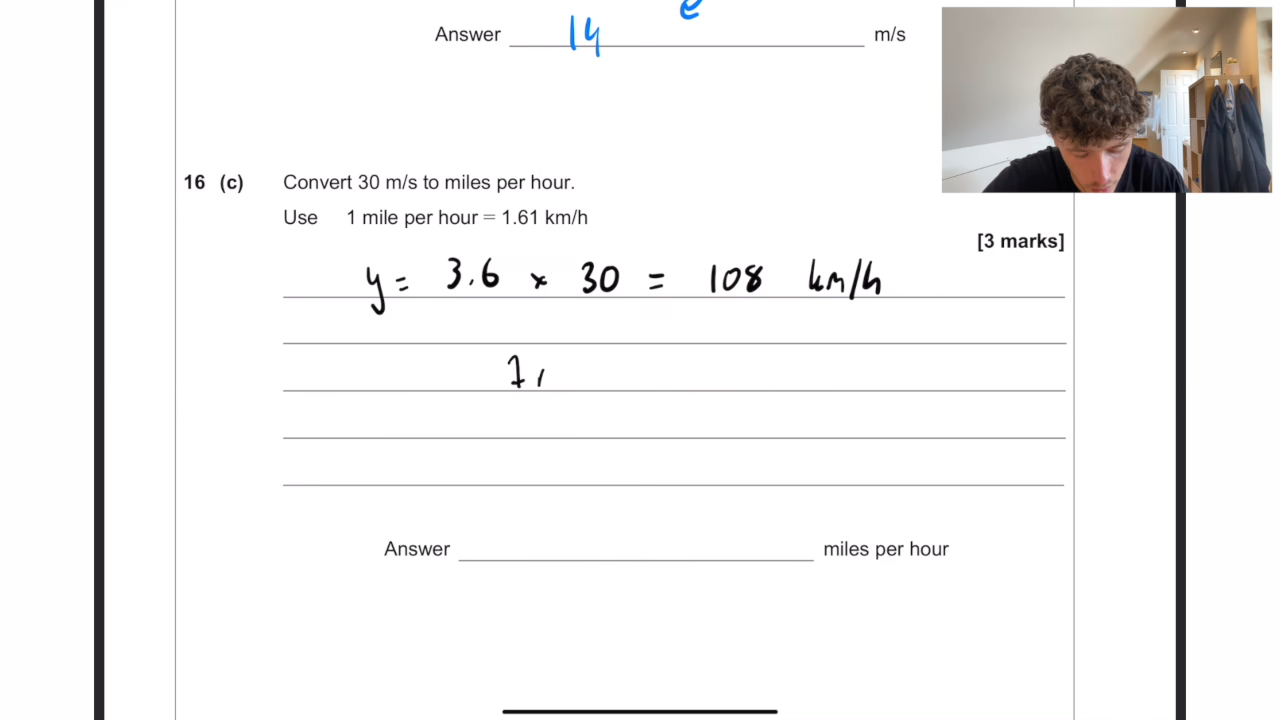 Answer 14 m/s
16 (c) Convert 30 m/s to miles per hour.
Use 1 mile per hour = 1.61 km/h
[3 marks]
y = 3.6 × 30 = 108 km/h
1
Answer miles per hour